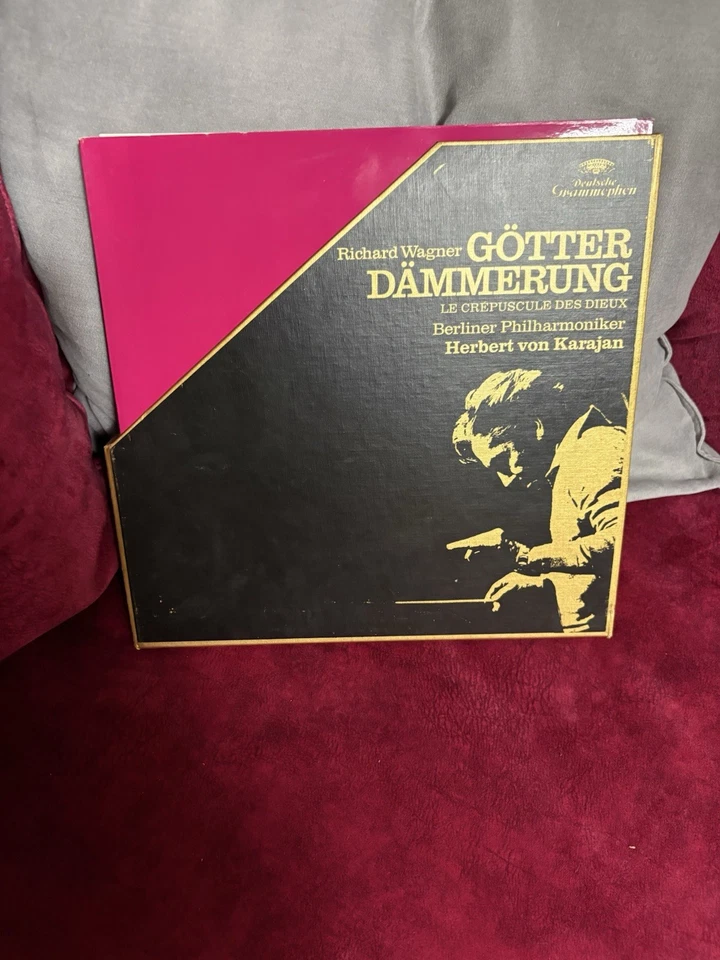 Deutsche
Grammophon
Richard Wagner GÖTTER
DÄMMERUNG
LE CRÉPUSCULE DES DIEUX
Berliner Philharmoniker
Herbert von Karajan